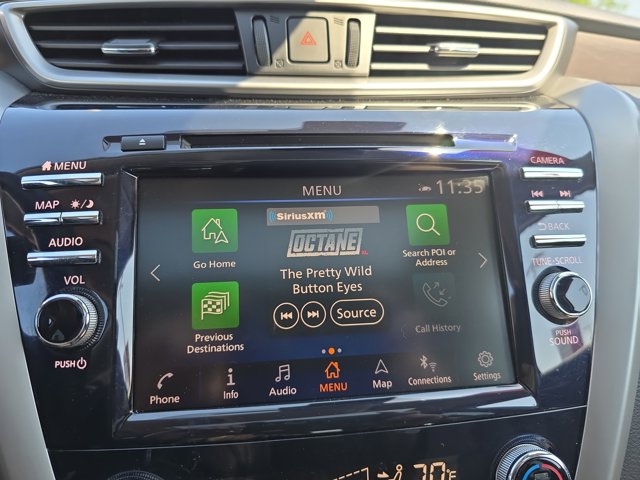 MENU
MAP
AUDIO
VOL
PUSH
MENU
11:35
SiriusXM
OCTANE
XL
The Pretty Wild
Button Eyes
Source
Go Home
Previous
Destinations
Search POI or
Address
Call History
Phone
Info
Audio
MENU
Map
Connections
Settings
CAMERA
BACK
TUNE·SCROLL
PUSH
SOUND
70°F